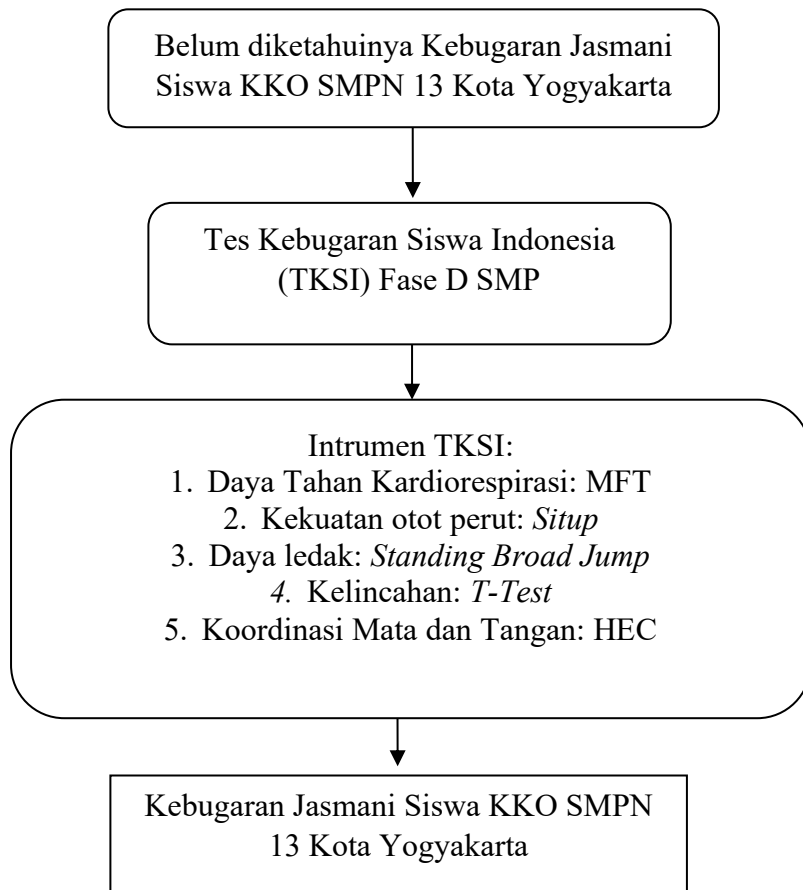 Belum diketahuinya Kebugaran Jasmani
Siswa KKO SMPN 13 Kota Yogyakarta
Tes Kebugaran Siswa Indonesia
(TKSI) Fase D SMP
Intrumen TKSI:
1. Daya Tahan Kardiorespirasi: MFT
2. Kekuatan otot perut: Situp
3. Daya ledak: Standing Broad Jump
4. Kelincahan: T-Test
5. Koordinasi Mata dan Tangan: HEC
Kebugaran Jasmani Siswa KKO SMPN
13 Kota Yogyakarta